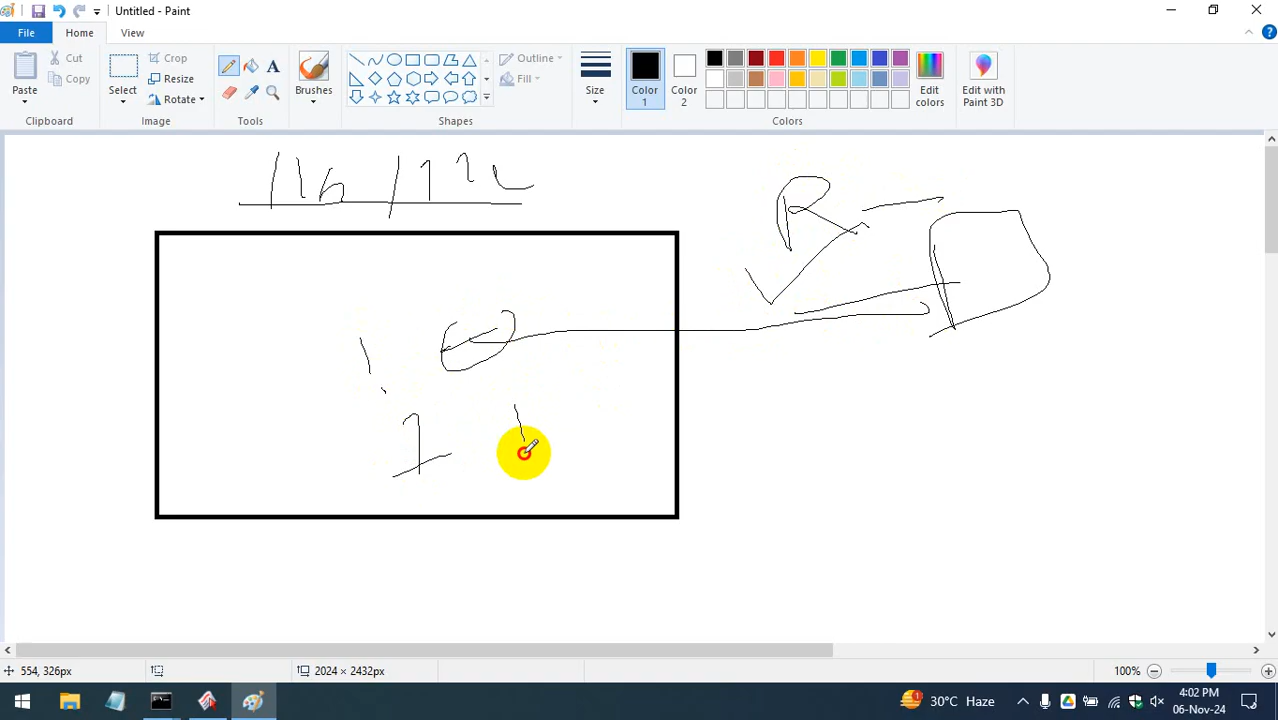 Untitled - Paint
File Home View
Paste Cut Copy
Clipboard
Select Crop Resize Rotate
Image
Tools
Brushes
Outline Fill
Shapes
Size
Color 1 Color 2
Edit colors
Colors
Edit with Paint 3D
R
1
554, 326px 2024 × 2432px 100%
30°C Haze 4:02 PM
06-Nov-24